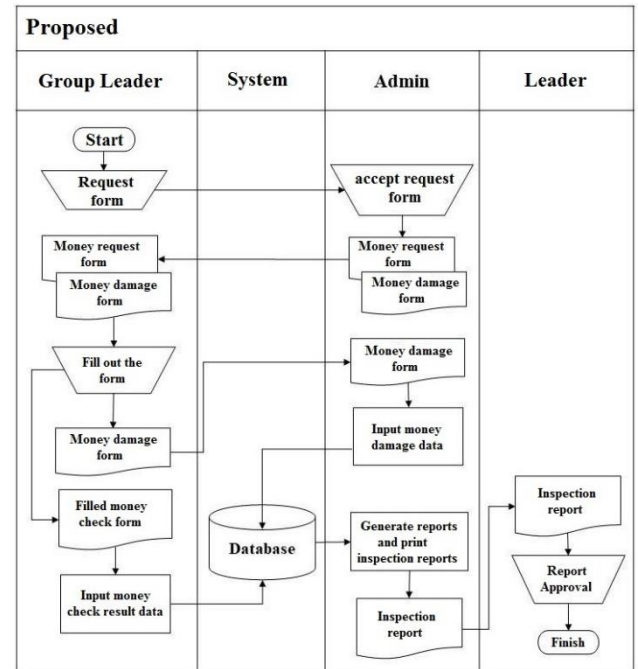 Proposed
Group Leader
System
Admin
Leader
Start
Request
form
accept request
form
Money request
form
Money damage
form
Money request
form
Money damage
form
Fill out the
form
Money damage
form
Money damage
form
Input money
damage data
Filled money
check form
Database
Generate reports
and print
inspection reports
Inspection
report
Input money
check result data
Inspection
report
Report
Approval
Finish